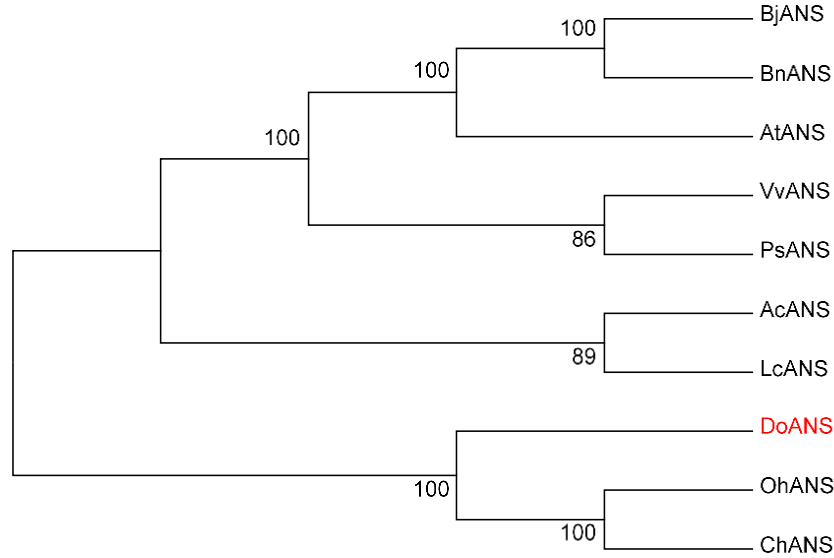 BjANS
100
BnANS
100
AtANS
100
VvANS
86
PsANS
AcANS
89
LcANS
DoANS
100
OhANS
100
ChANS